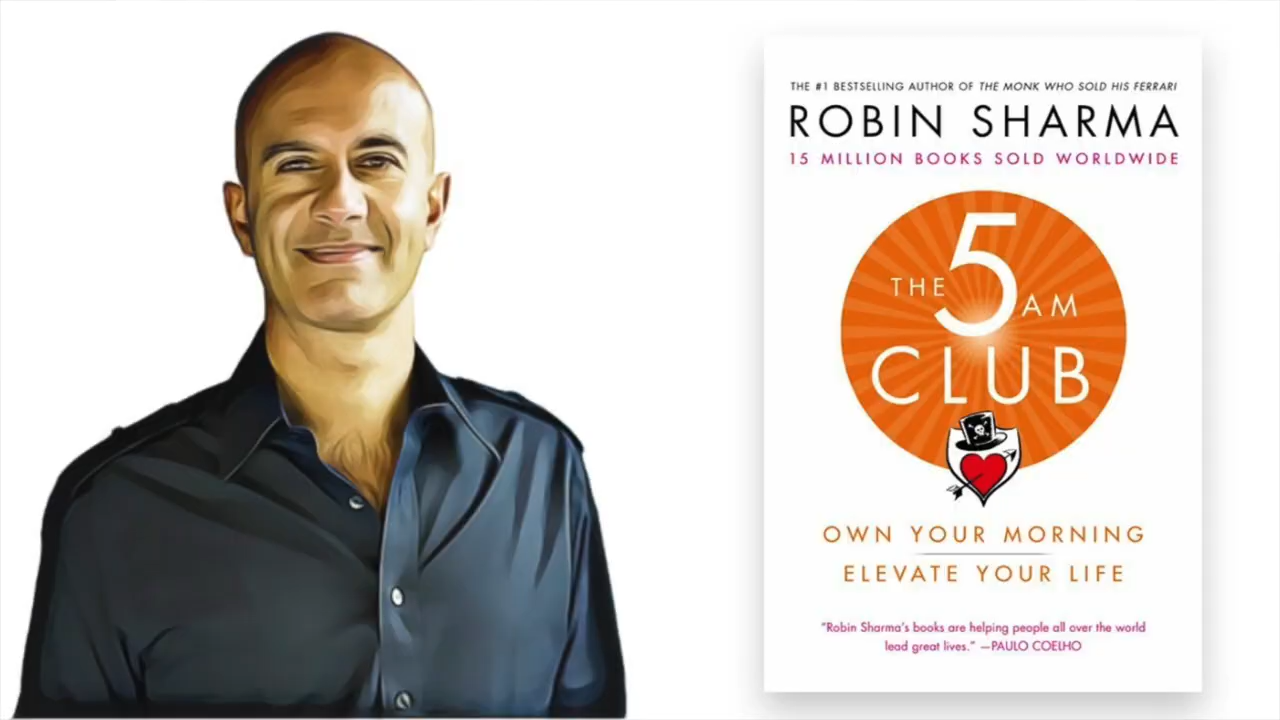 THE #1 BESTSELLING AUTHOR OF THE MONK WHO SOLD HIS FERRARI
ROBIN SHARMA
15 MILLION BOOKS SOLD WORLDWIDE
THE 5 AM
CLUB
OWN YOUR MORNING
ELEVATE YOUR LIFE
"Robin Sharma's books are helping people all over the world
lead great lives." —PAULO COELHO